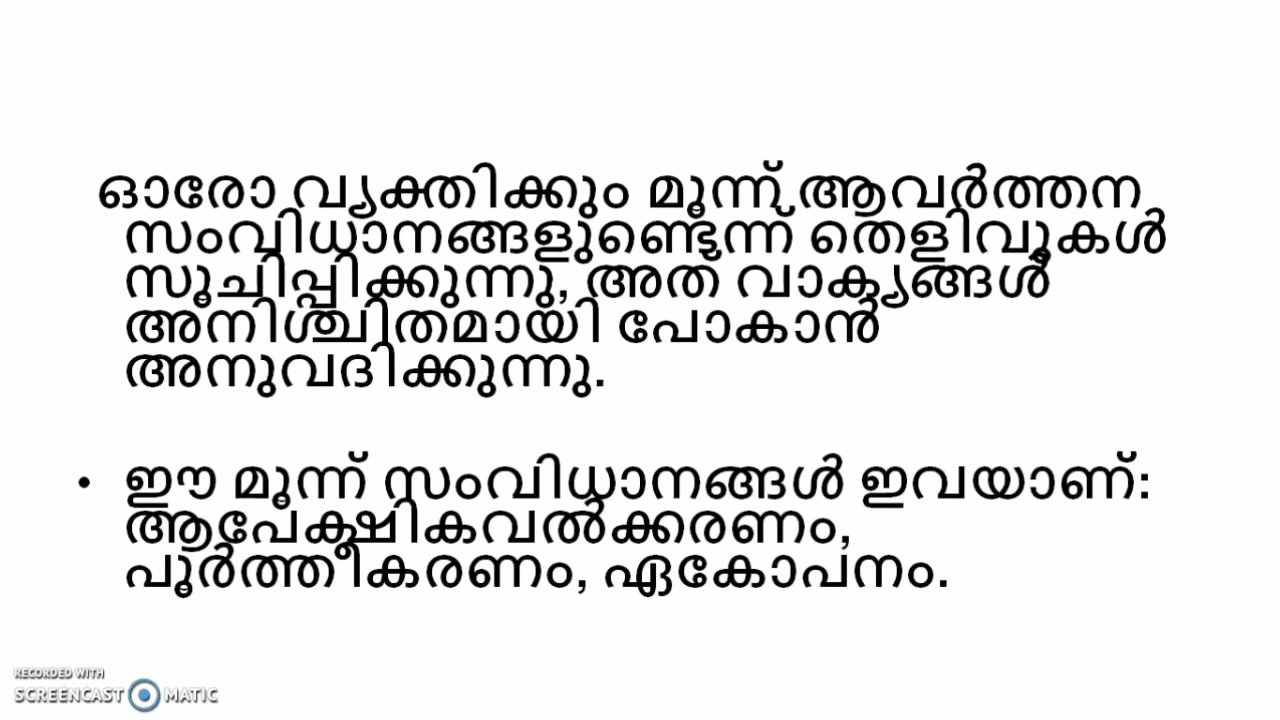 ഓരോ വ്യക്തിക്കും മൂന്ന് ആവർത്തന
സംവിധാനങ്ങളുണ്ടെന്ന് തെളിവുകൾ
സൂചിപ്പിക്കുന്നു, അത് വാക്യങ്ങൾ
അനിശ്ചിതമായി പോകാൻ
അനുവദിക്കുന്നു.
• ഈ മൂന്ന് സംവിധാനങ്ങൾ ഇവയാണ്:
ആപേക്ഷികവൽക്കരണം,
പൂർത്തീകരണം, ഏകോപനം.
RECORDED WITH
SCREENCAST MATIC